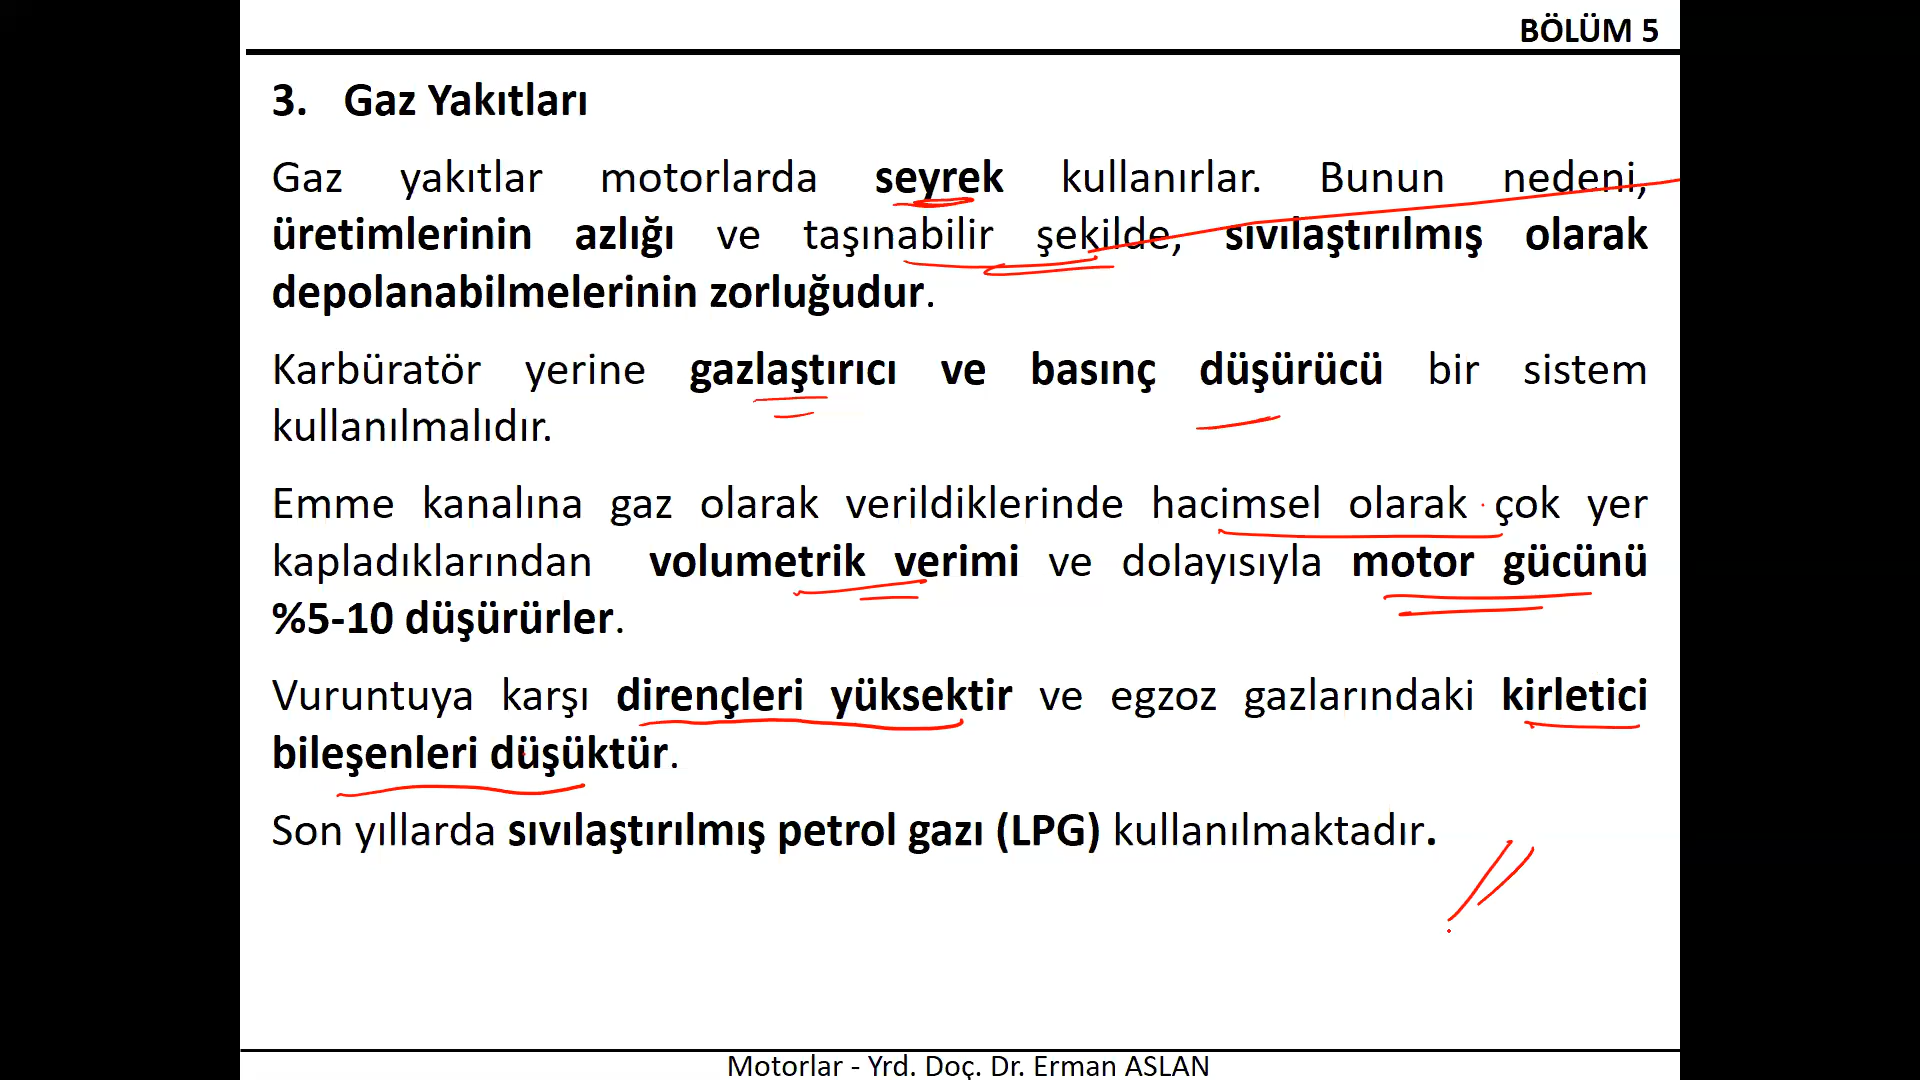 BÖLÜM 5
3. Gaz Yakıtları
Gaz yakıtlar motorlarda seyrek kullanırlar. Bunun nedeni,
üretimlerinin azlığı ve taşınabilir şekilde, sıvılaştırılmış olarak
depolanabilmelerinin zorluğudur.
Karbüratör yerine gazlaştırıcı ve basınç düşürücü bir sistem
kullanılmalıdır.
Emme kanalına gaz olarak verildiklerinde hacimsel olarak çok yer
kapladıklarından volumetrik verimi ve dolayısıyla motor gücünü
%5-10 düşürürler.
Vuruntuya karşı dirençleri yüksektir ve egzoz gazlarındaki kirletici
bileşenleri düşüktür.
Son yıllarda sıvılaştırılmış petrol gazı (LPG) kullanılmaktadır.
Motorlar - Yrd. Doç. Dr. Erman ASLAN